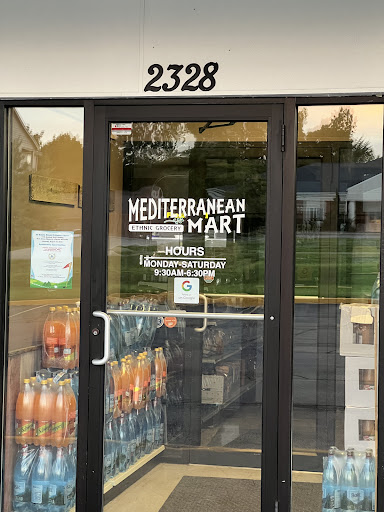 2328
MEDITERRANEAN
ETHNIC GROCERY MART
HOURS
MONDAY-SATURDAY
9:30AM-6:30PM